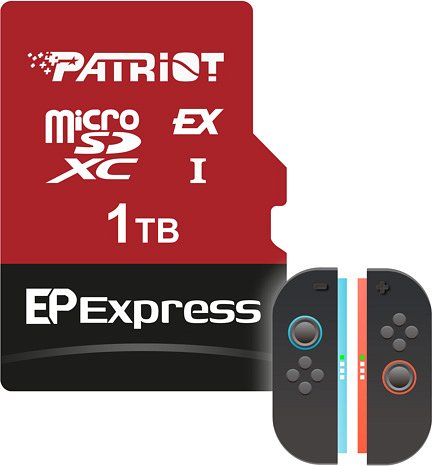 PATRIOT
micro
SD
XC
EX
I
1TB
EP Express